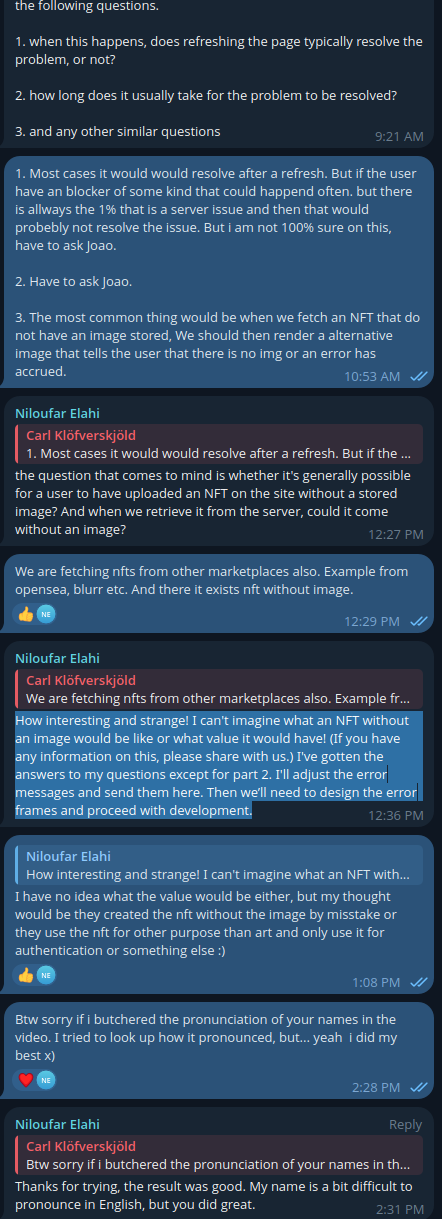 the following questions.
1. when this happens, does refreshing the page typically resolve the
problem, or not?
2. how long does it usually take for the problem to be resolved?
3. and any other similar questions
9:21 AM
1. Most cases it would would resolve after a refresh. But if the user
have an blocker of some kind that could happend often. but there
is allways the 1% that is a server issue and then that would
probebly not resolve the issue. But i am not 100% sure on this,
have to ask Joao.
2. Have to ask Joao.
3. The most common thing would be when we fetch an NFT that do
not have an image stored, We should then render a alternative
image that tells the user that there is no img or an error has
accrued.
10:53 AM
Niloufar Elahi
Carl Klöfverskjöld
1. Most cases it would would resolve after a refresh. But if the ...
the question that comes to mind is whether it's generally possible
for a user to have uploaded an NFT on the site without a stored
image? And when we retrieve it from the server, could it come
without an image?
12:27 PM
We are fetching nfts from other marketplaces also. Example from
opensea, blurr etc. And there it exists nft without image.
NE
12:29 PM
Niloufar Elahi
Carl Klöfverskjöld
We are fetching nfts from other marketplaces also. Example fr...
How interesting and strange! I can't imagine what an NFT without
an image would be like or what value it would have! (If you have
any information on this, please share with us.) I've gotten the
answers to my questions except for part 2. I'll adjust the error
messages and send them here. Then we'll need to design the error
frames and proceed with development.
12:36 PM
Niloufar Elahi
How interesting and strange! I can't imagine what an NFT with...
I have no idea what the value would be either, but my thought
would be they created the nft without the image by misstake or
they use the nft for other purpose than art and only use it for
authentication or something else :)
NE
1:08 PM
Btw sorry if i butchered the pronunciation of your names in the
video. I tried to look up how it pronounced, but... yeah i did my
best x)
NE
2:28 PM
Niloufar Elahi
Reply
Carl Klöfverskjöld
Btw sorry if i butchered the pronunciation of your names in th...
Thanks for trying, the result was good. My name is a bit difficult to
pronounce in English, but you did great.
2:31 PM